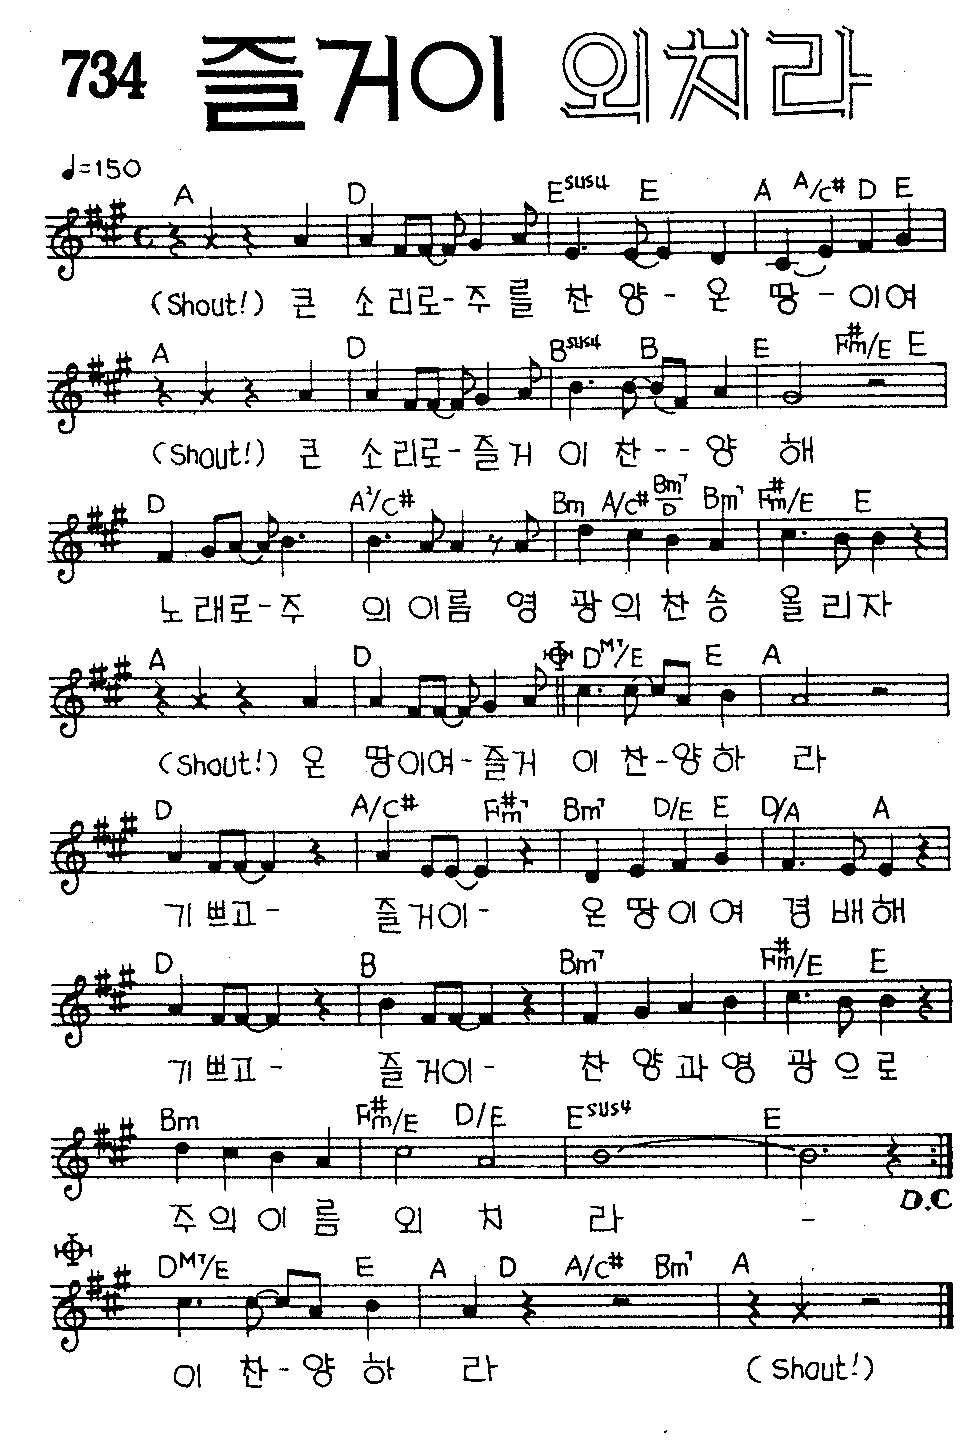 734 즐거이 외쳐라
♩=150
A D Esus4 E A A/C# D E
(Shout!) 큰 소리로-주를 찬 양- 온 땅-이여
A D Bsus4 B E F#m/E E
(Shout!) 큰 소리로-즐거 이 찬--양 해
D A7/C# Bm A/C# Bm7/D Bm7 F#m/E E
노래로-주 의이름 영 광의찬송 올리자
A D DM7/E E A
(Shout!) 온 땅이여-즐거 이 찬-양하 라
D A/C# F#m7 Bm7 D/E E D/A A
기쁘고- 즐거이- 온땅이여 경배해
D B Bm7 F#m/E E
기쁘고- 즐거이- 찬양과영 광으로
Bm F#m/E D/E Esus4 E
주의이름 외 쳐 라 -
D.C
DM7/E E A D A/C# Bm7 A
이 찬-양하 라 (Shout!)